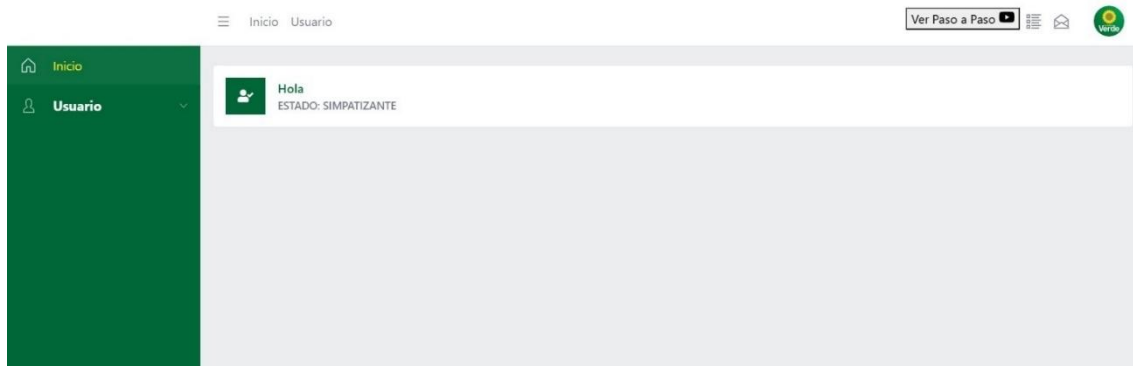 Inicio Usuario
Ver Paso a Paso
Verde
Inicio
Usuario
Hola
ESTADO: SIMPATIZANTE